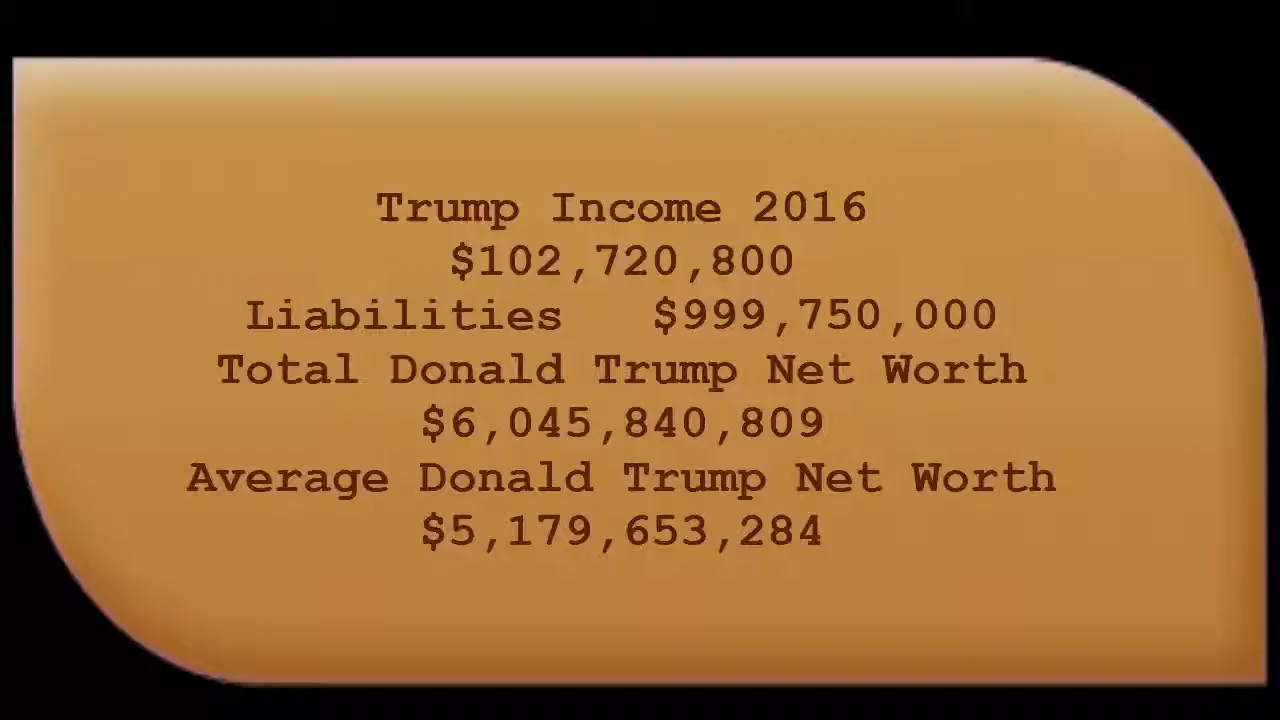 Trump Income 2016
$102,720,800
Liabilities   $999,750,000
Total Donald Trump Net Worth
$6,045,840,809
Average Donald Trump Net Worth
$5,179,653,284